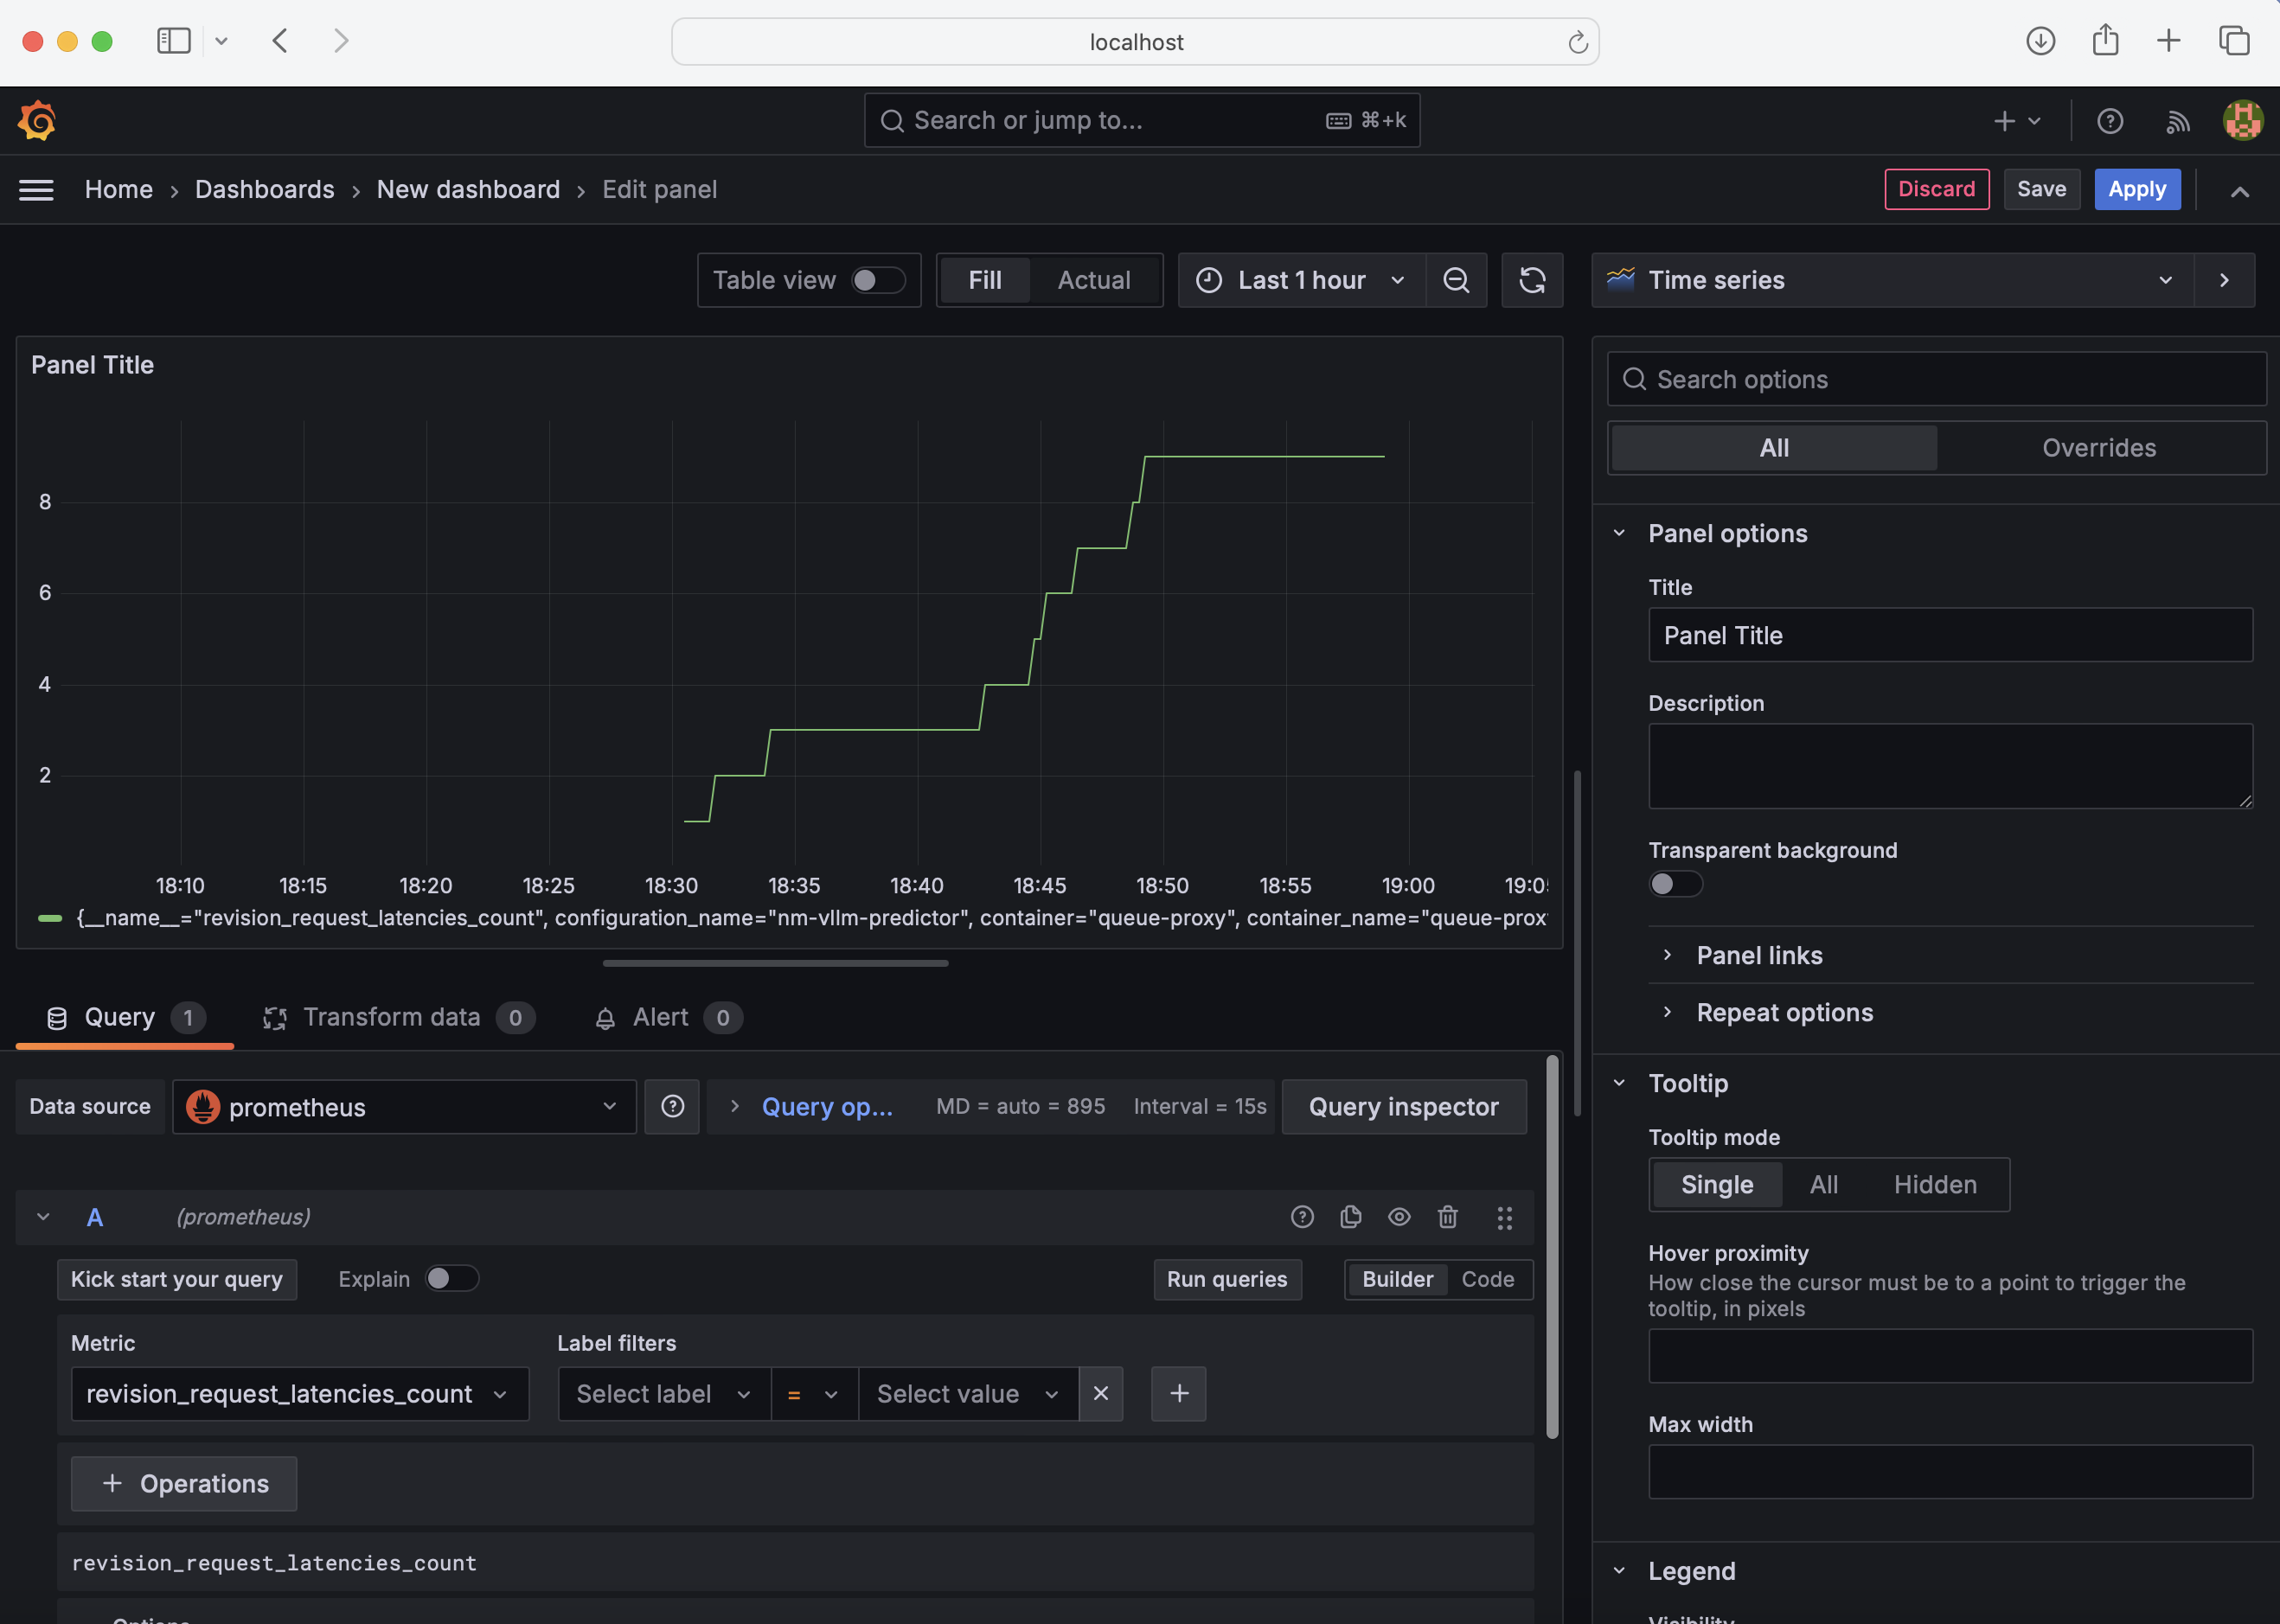 localhost
Search or jump to...
⌘+k
Home › Dashboards › New dashboard › Edit panel
Discard
Save
Apply
Table view
Fill
Actual
Last 1 hour
Time series
Panel Title
8
6
4
2
18:10 18:15 18:20 18:25 18:30 18:35 18:40 18:45 18:50 18:55 19:00 19:05
{__name__="revision_request_latencies_count", configuration_name="nm-vllm-predictor", container="queue-proxy", container_name="queue-prox
Query 1
Transform data 0
Alert 0
Data source
prometheus
Query op...
MD = auto = 895
Interval = 15s
Query inspector
A
(prometheus)
Kick start your query
Explain
Run queries
Builder
Code
Metric
Label filters
revision_request_latencies_count
Select label
=
Select value
+ Operations
revision_request_latencies_count
Options
Search options
All
Overrides
Panel options
Title
Panel Title
Description
Transparent background
Panel links
Repeat options
Tooltip
Tooltip mode
Single
All
Hidden
Hover proximity
How close the cursor must be to a point to trigger the
tooltip, in pixels
Max width
Legend
Visibility